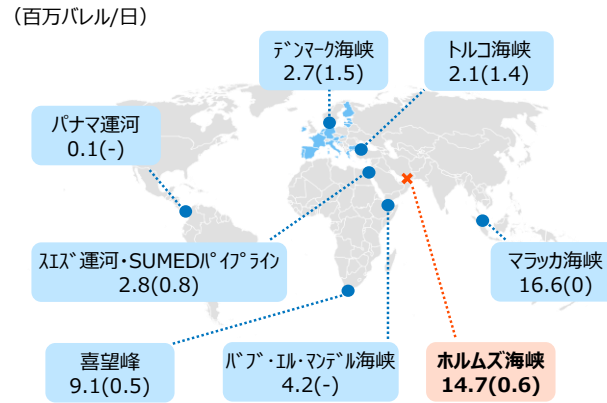 （百万バレル/日）
ﾃﾞﾝﾏｰｸ海峡
2.7(1.5)
トルコ海峡
2.1(1.4)
パナマ運河
0.1(-)
ｽｴｽﾞ運河・SUMEDﾊﾟｲﾌﾟﾗｲﾝ
2.8(0.8)
マラッカ海峡
16.6(0)
喜望峰
9.1(0.5)
ﾊﾞﾌﾞ・ｴﾙ・ﾏﾝﾃﾞﾙ海峡
4.2(-)
ホルムズ海峡
14.7(0.6)